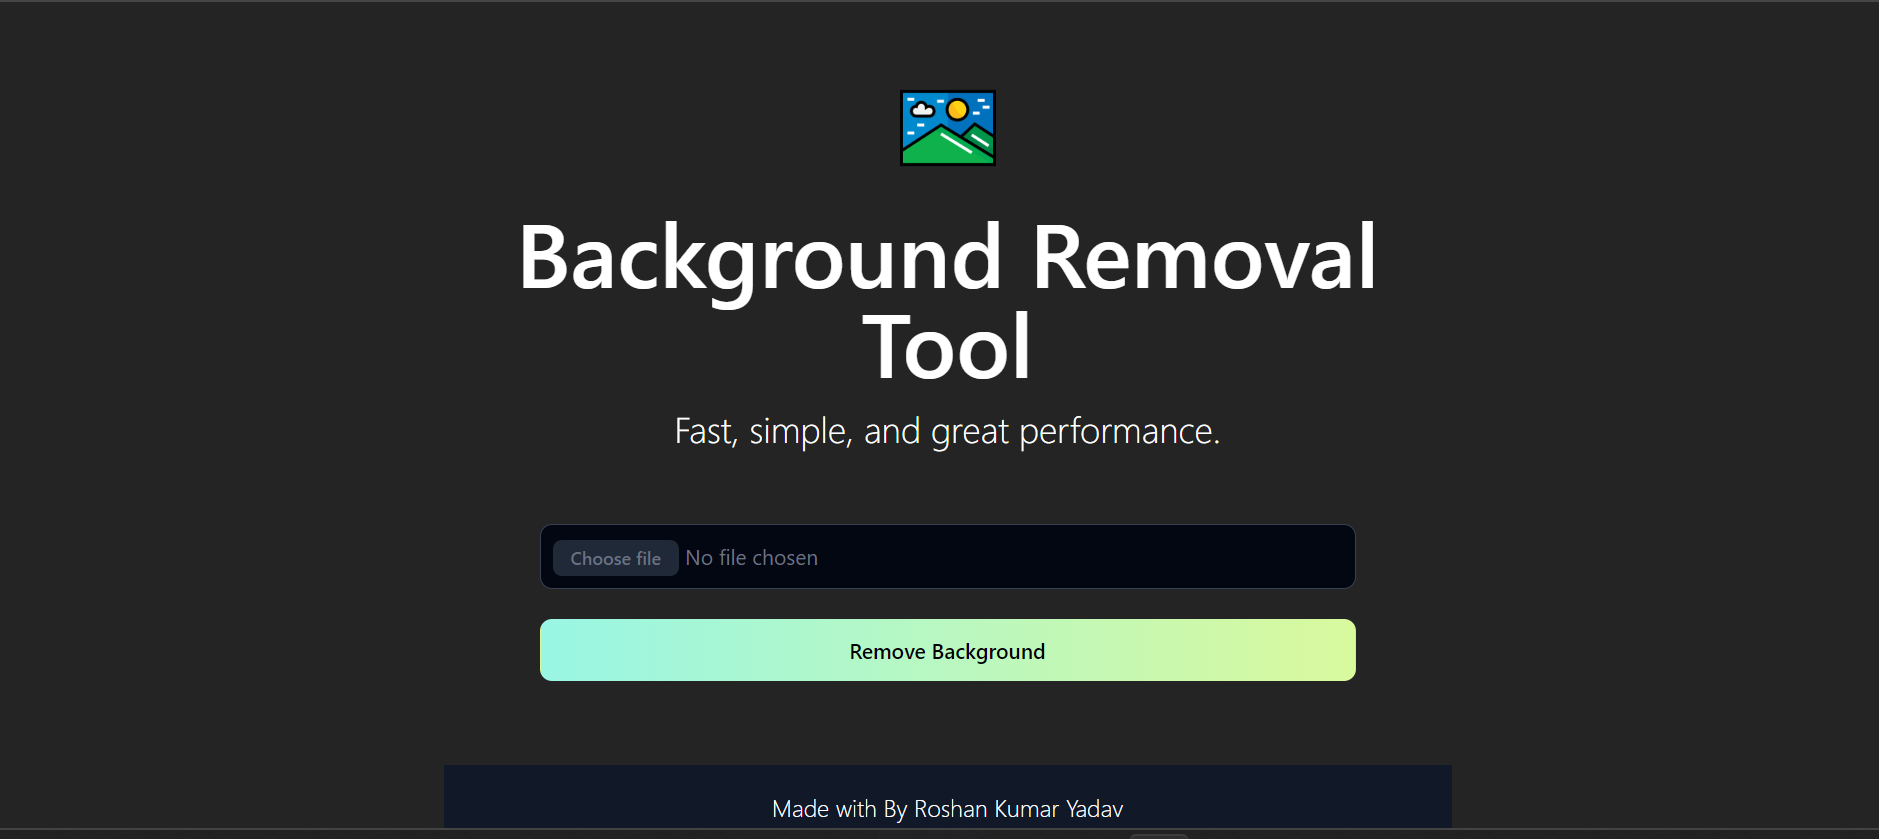 Background Removal
Tool
Fast, simple, and great performance.
Choose file No file chosen
Remove Background
Made with By Roshan Kumar Yadav